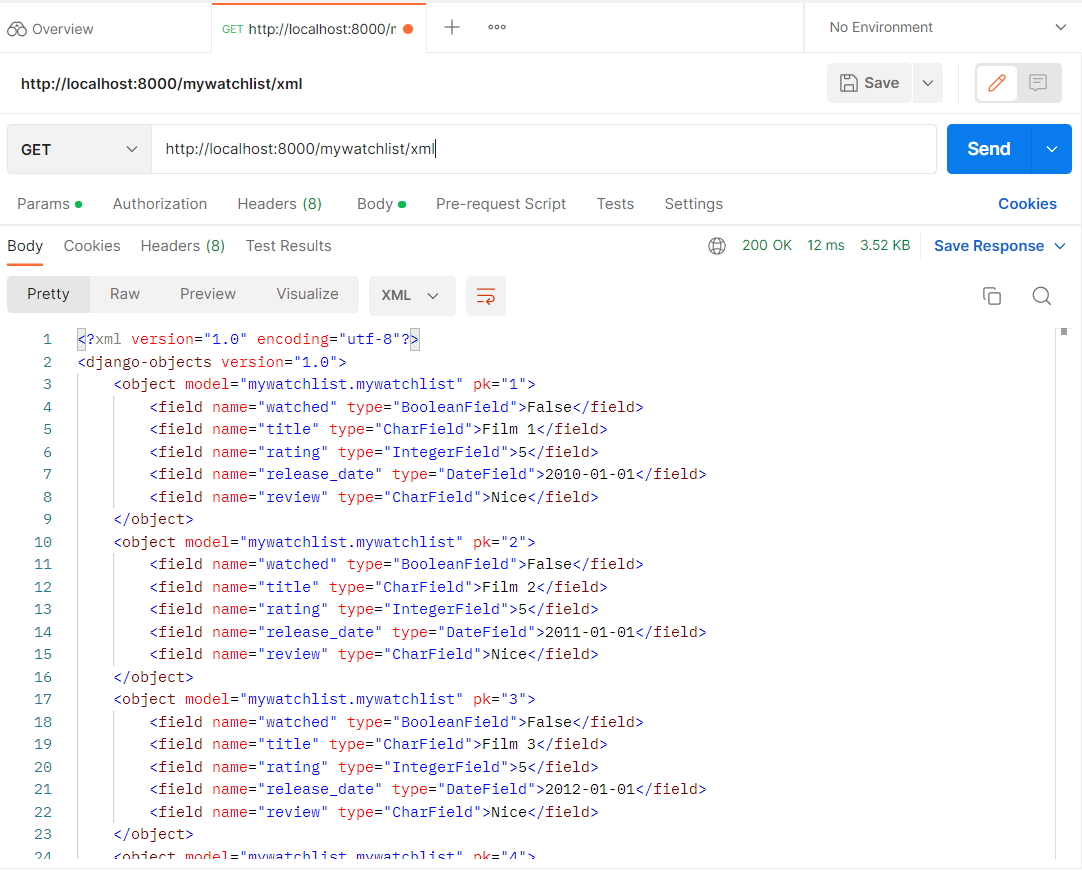 Overview
GET http://localhost:8000/m
No Environment
http://localhost:8000/mywatchlist/xml
Save
GET
http://localhost:8000/mywatchlist/xml
Send
Params Authorization Headers (8) Body Pre-request Script Tests Settings Cookies
Body Cookies Headers (8) Test Results 200 OK 12 ms 3.52 KB Save Response
Pretty Raw Preview Visualize XML
1 <?xml version="1.0" encoding="utf-8"?>
2 <django-objects version="1.0">
3 <object model="mywatchlist.mywatchlist" pk="1">
4 <field name="watched" type="BooleanField">False</field>
5 <field name="title" type="CharField">Film 1</field>
6 <field name="rating" type="IntegerField">5</field>
7 <field name="release_date" type="DateField">2010-01-01</field>
8 <field name="review" type="CharField">Nice</field>
9 </object>
10 <object model="mywatchlist.mywatchlist" pk="2">
11 <field name="watched" type="BooleanField">False</field>
12 <field name="title" type="CharField">Film 2</field>
13 <field name="rating" type="IntegerField">5</field>
14 <field name="release_date" type="DateField">2011-01-01</field>
15 <field name="review" type="CharField">Nice</field>
16 </object>
17 <object model="mywatchlist.mywatchlist" pk="3">
18 <field name="watched" type="BooleanField">False</field>
19 <field name="title" type="CharField">Film 3</field>
20 <field name="rating" type="IntegerField">5</field>
21 <field name="release_date" type="DateField">2012-01-01</field>
22 <field name="review" type="CharField">Nice</field>
23 </object>
24 <object model="mywatchlist.mywatchlist" pk="4">